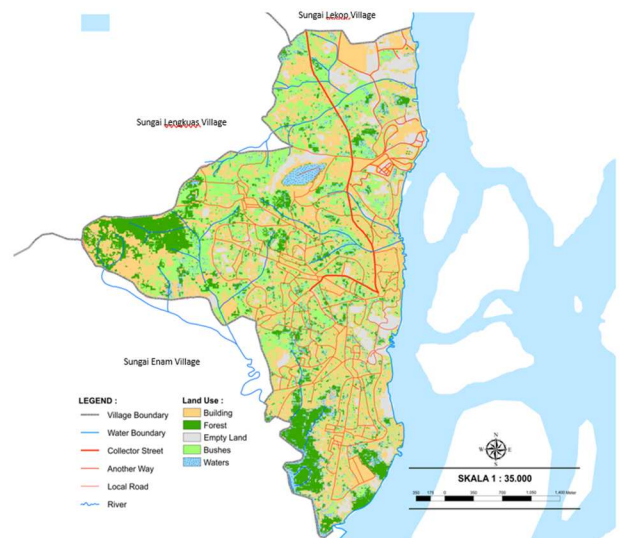 Sungai Lekop Village
Sungai Lengkuas Village
Sungai Enam Village
LEGEND :
Village Boundary
Water Boundary
Collector Street
Another Way
Local Road
River
Land Use :
Building
Forest
Empty Land
Bushes
Waters
N
W E
S
SKALA 1 : 35.000